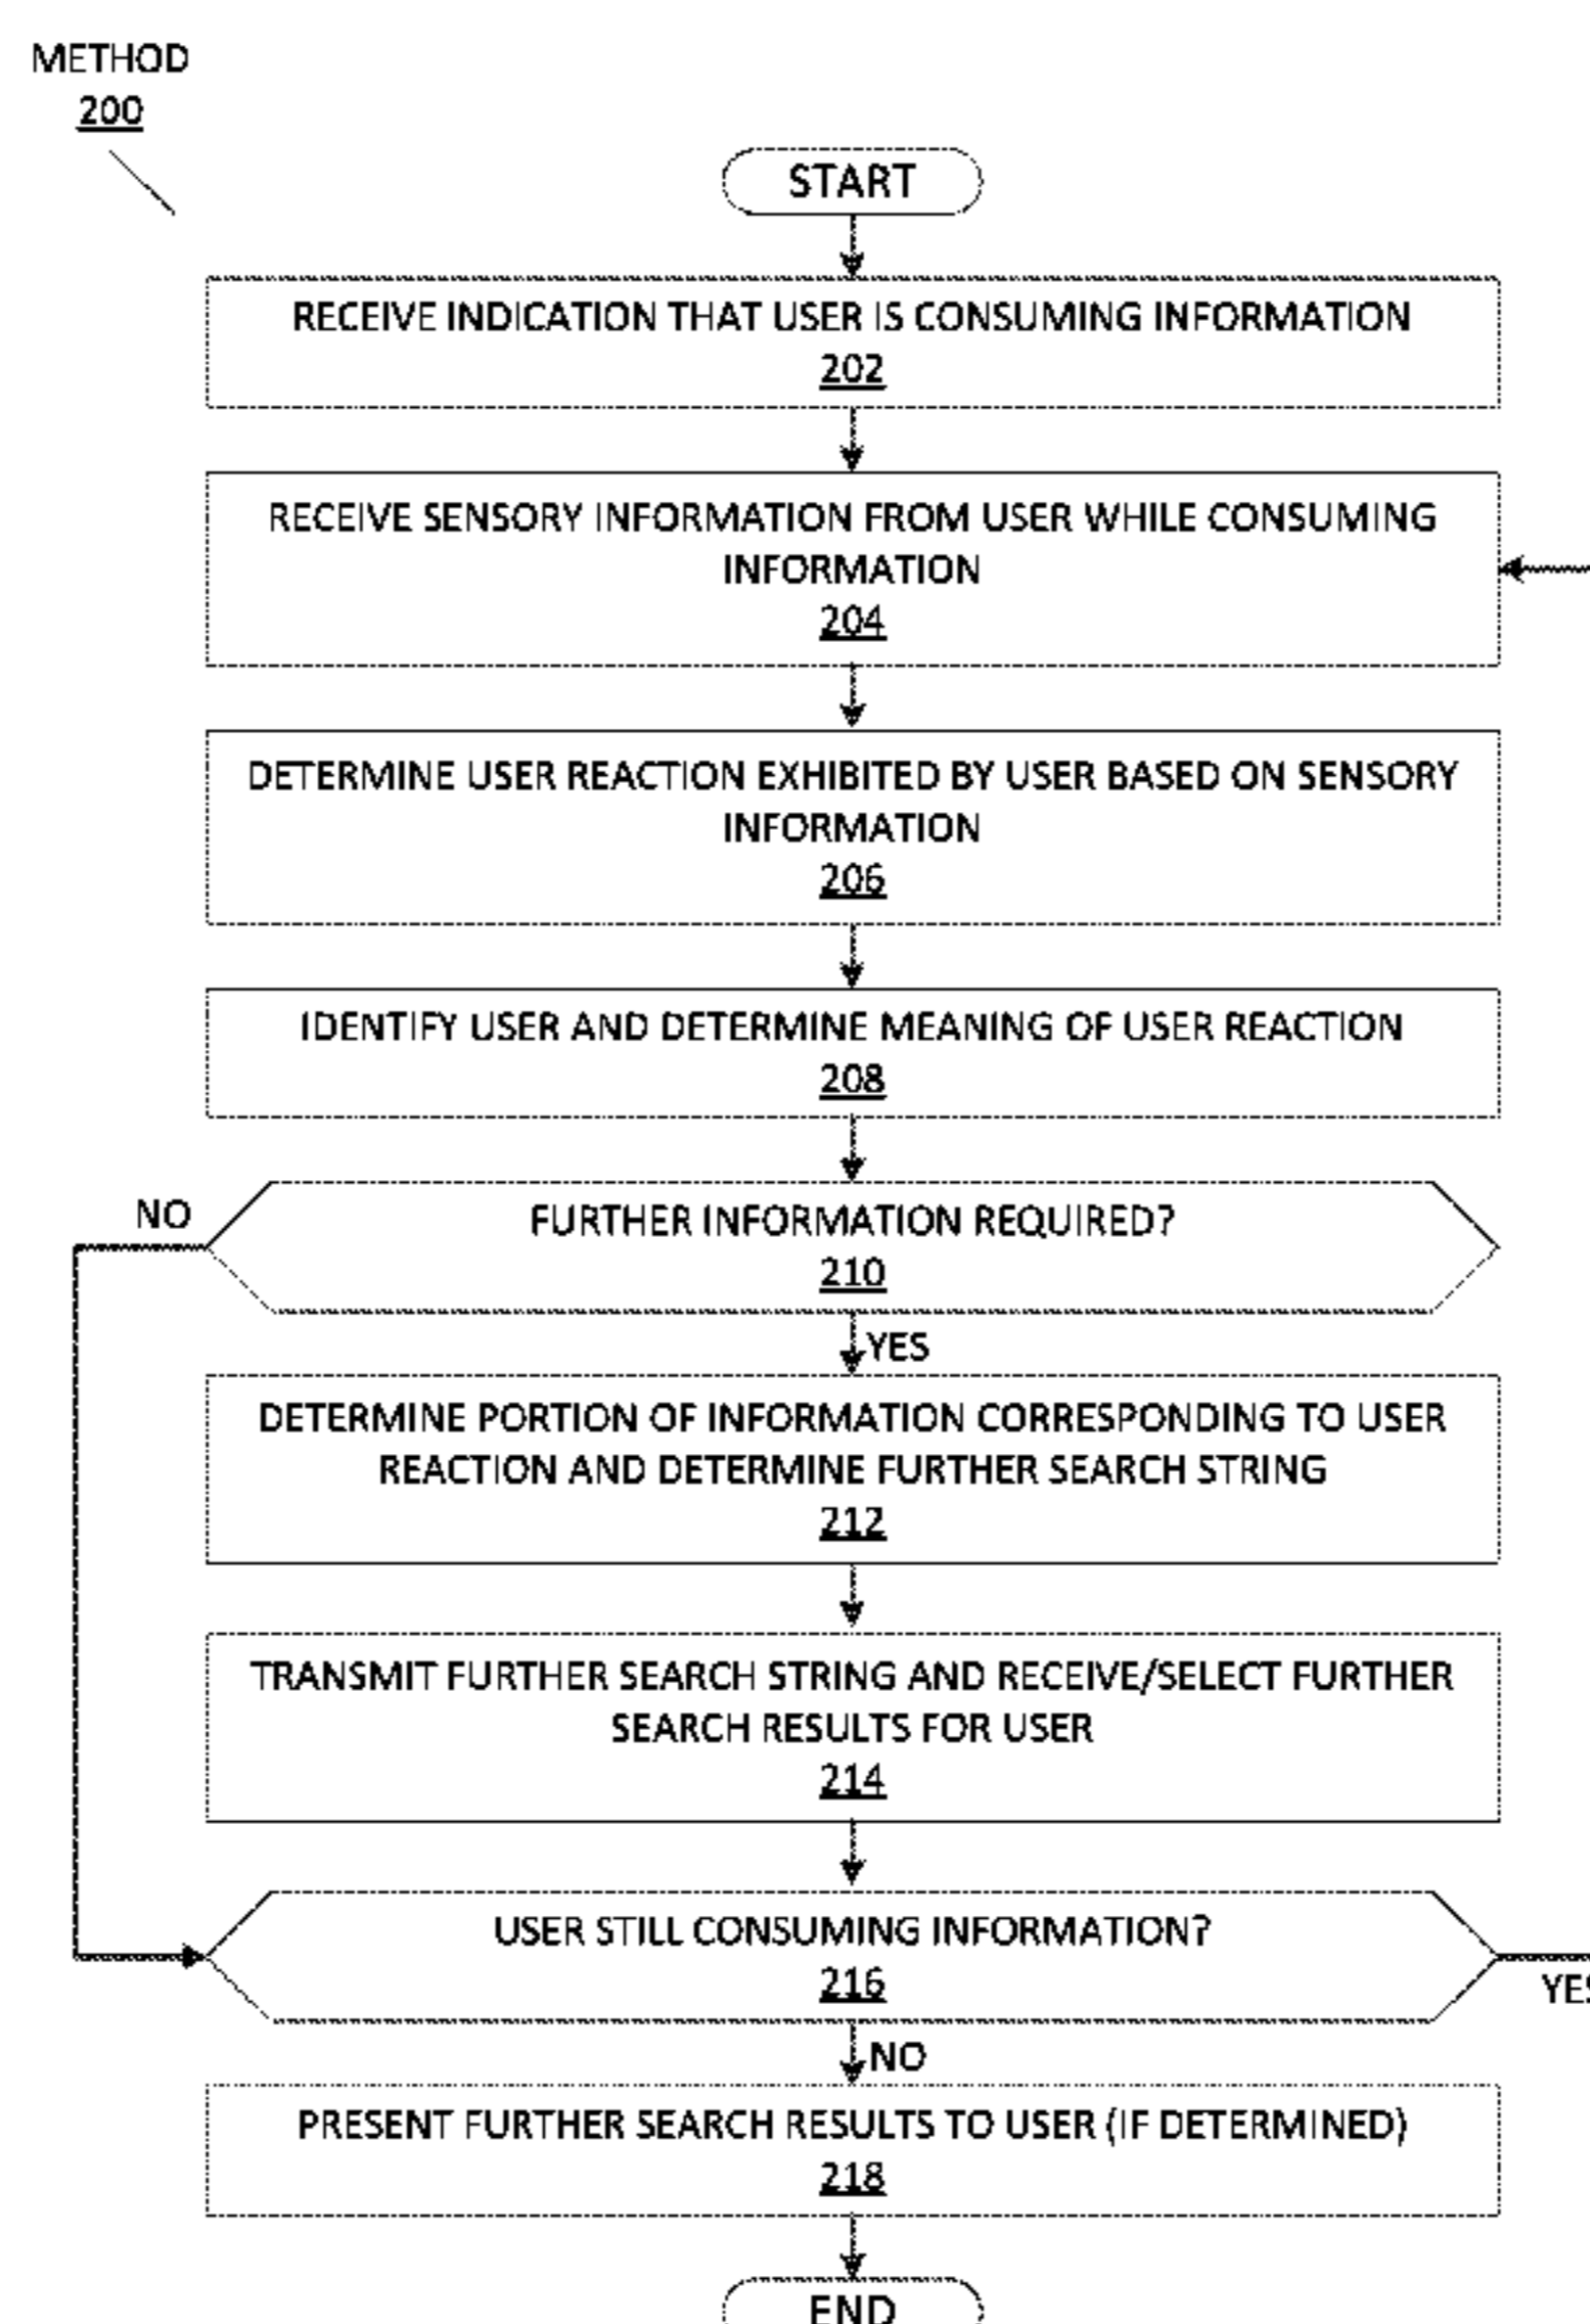 METHOD
200
START
RECEIVE INDICATION THAT USER IS CONSUMING INFORMATION
202
RECEIVE SENSORY INFORMATION FROM USER WHILE CONSUMING
INFORMATION
204
DETERMINE USER REACTION EXHIBITED BY USER BASED ON SENSORY
INFORMATION
206
IDENTIFY USER AND DETERMINE MEANING OF USER REACTION
208
NO
FURTHER INFORMATION REQUIRED?
210
YES
DETERMINE PORTION OF INFORMATION CORRESPONDING TO USER
REACTION AND DETERMINE FURTHER SEARCH STRING
212
TRANSMIT FURTHER SEARCH STRING AND RECEIVE/SELECT FURTHER
SEARCH RESULTS FOR USER
214
USER STILL CONSUMING INFORMATION?
216
YES
NO
PRESENT FURTHER SEARCH RESULTS TO USER (IF DETERMINED)
218
END